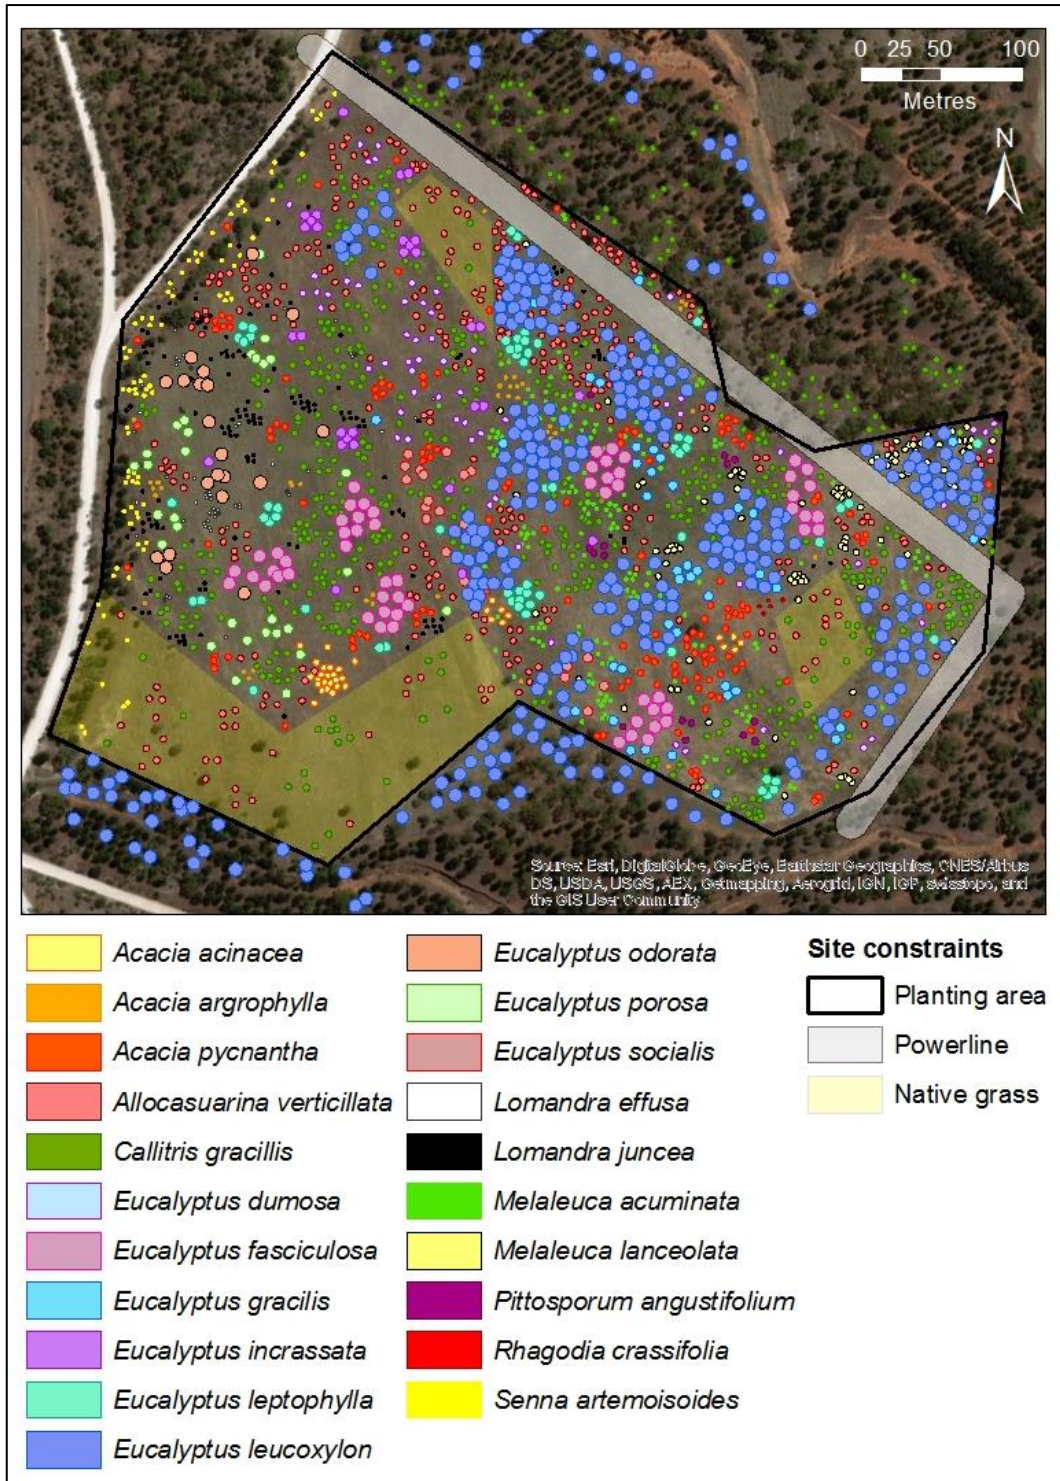 0 25 50 100
Metres
N
Source: Esri, DigitalGlobe, GeoEye, Earthstar Geographics, CNES/Airbus
DS, USDA, USGS, AEX, Getmapping, Aerogrid, IGN, IGP, swisstopo, and
the GIS User Community
Acacia acinacea
Acacia argrophylla
Acacia pycnantha
Allocasuarina verticillata
Callitris gracillis
Eucalyptus dumosa
Eucalyptus fasciculosa
Eucalyptus gracilis
Eucalyptus incrassata
Eucalyptus leptophylla
Eucalyptus leucoxylon
Eucalyptus odorata
Eucalyptus porosa
Eucalyptus socialis
Lomandra effusa
Lomandra juncea
Melaleuca acuminata
Melaleuca lanceolata
Pittosporum angustifolium
Rhagodia crassifolia
Senna artemoisoides
Site constraints
Planting area
Powerline
Native grass